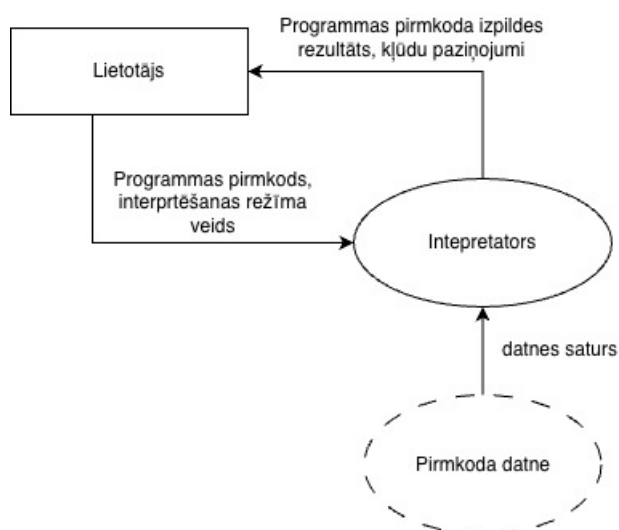 Programmas pirmkoda izpildes
rezultāts, kļūdu paziņojumi
Lietotājs
Programmas pirmkods,
interprtēšanas režīma
veids
Intepretators
datnes saturs
Pirmkoda datne